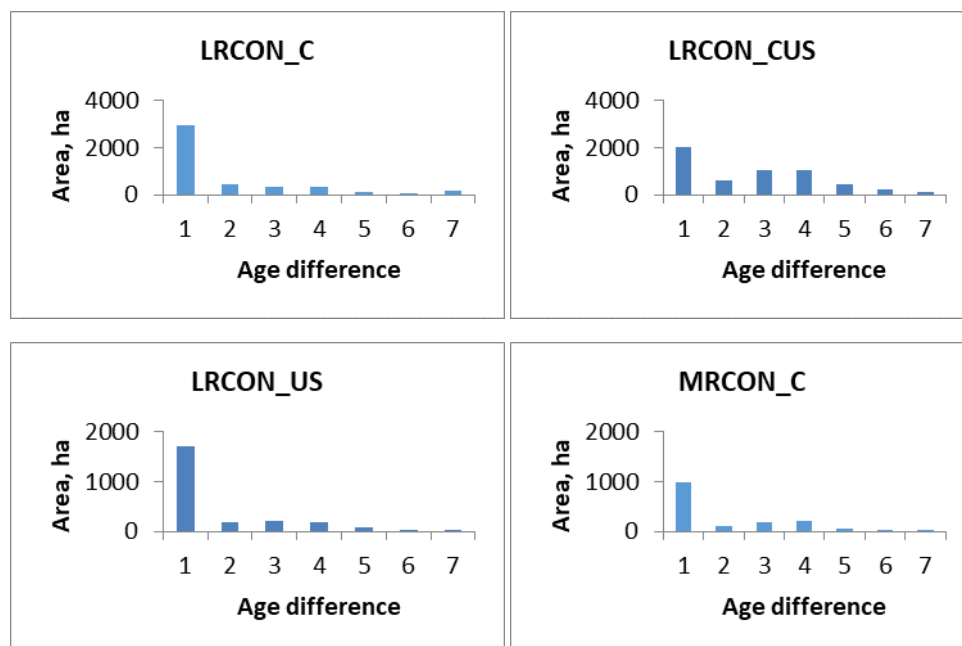 LRCON_C
4000
2000
0
Area, ha
1 2 3 4 5 6 7
Age difference
LRCON_CUS
4000
2000
0
Area, ha
1 2 3 4 5 6 7
Age difference
LRCON_US
2000
1000
0
Area, ha
1 2 3 4 5 6 7
Age difference
MRCON_C
2000
1000
0
Area, ha
1 2 3 4 5 6 7
Age difference